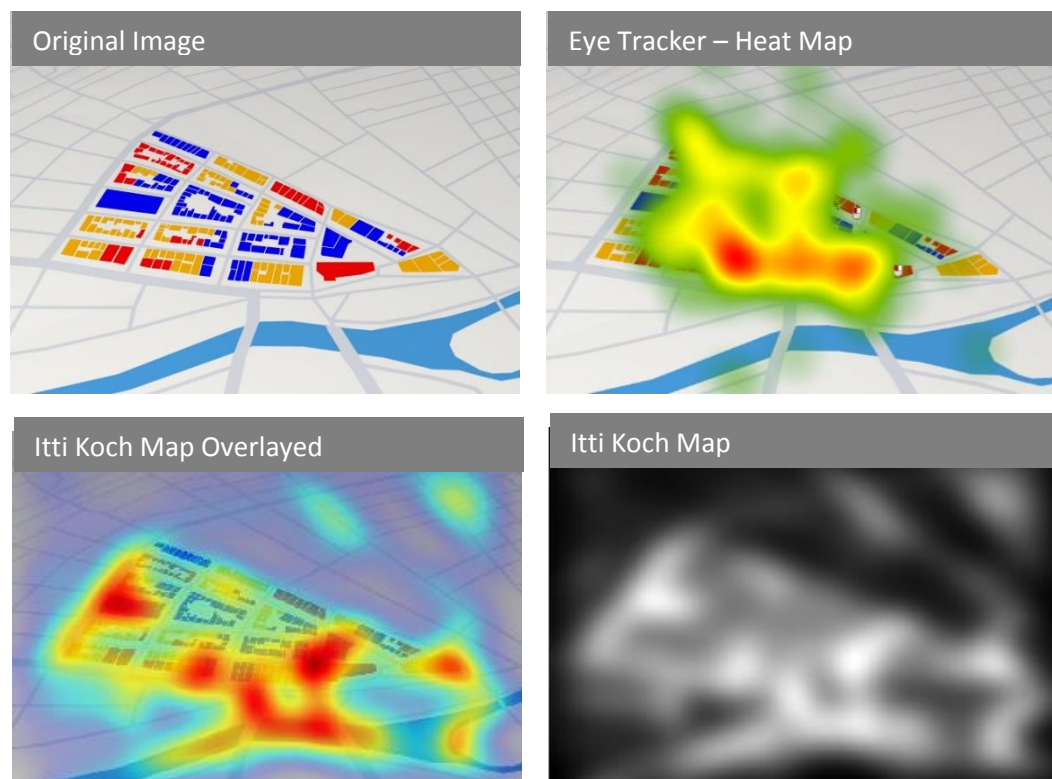 Original Image
Eye Tracker – Heat Map
Itti Koch Map Overlayed
Itti Koch Map